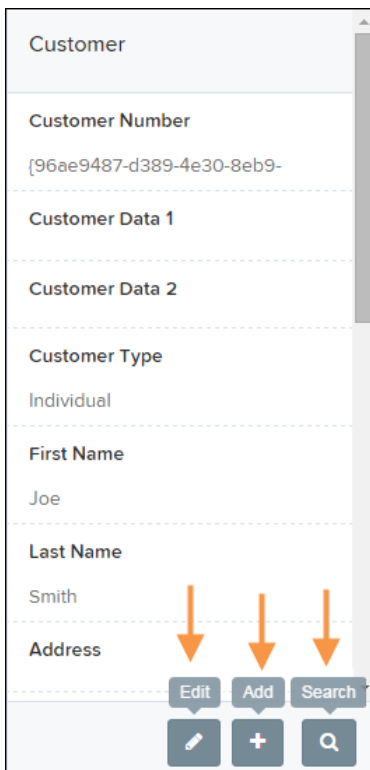 Customer
Customer Number
{96ae9487-d389-4e30-8eb9-
Customer Data 1
Customer Data 2
Customer Type
Individual
First Name
Joe
Last Name
Smith
Address
Edit Add Search